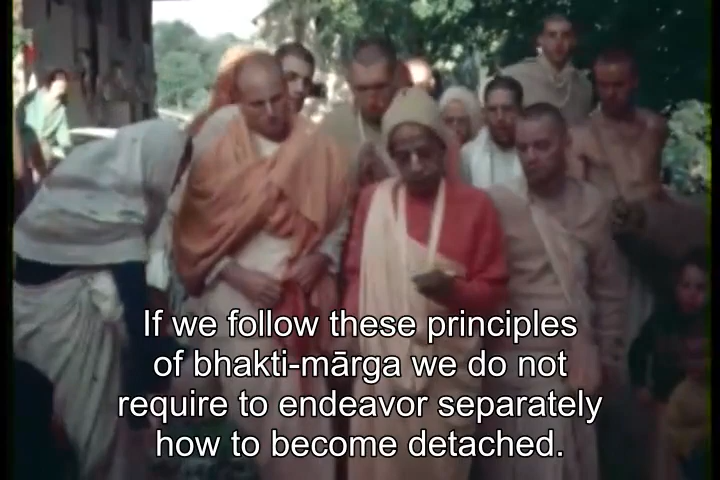 If we follow these principles
of bhakti-mārga we do not
require to endeavor separately
how to become detached.